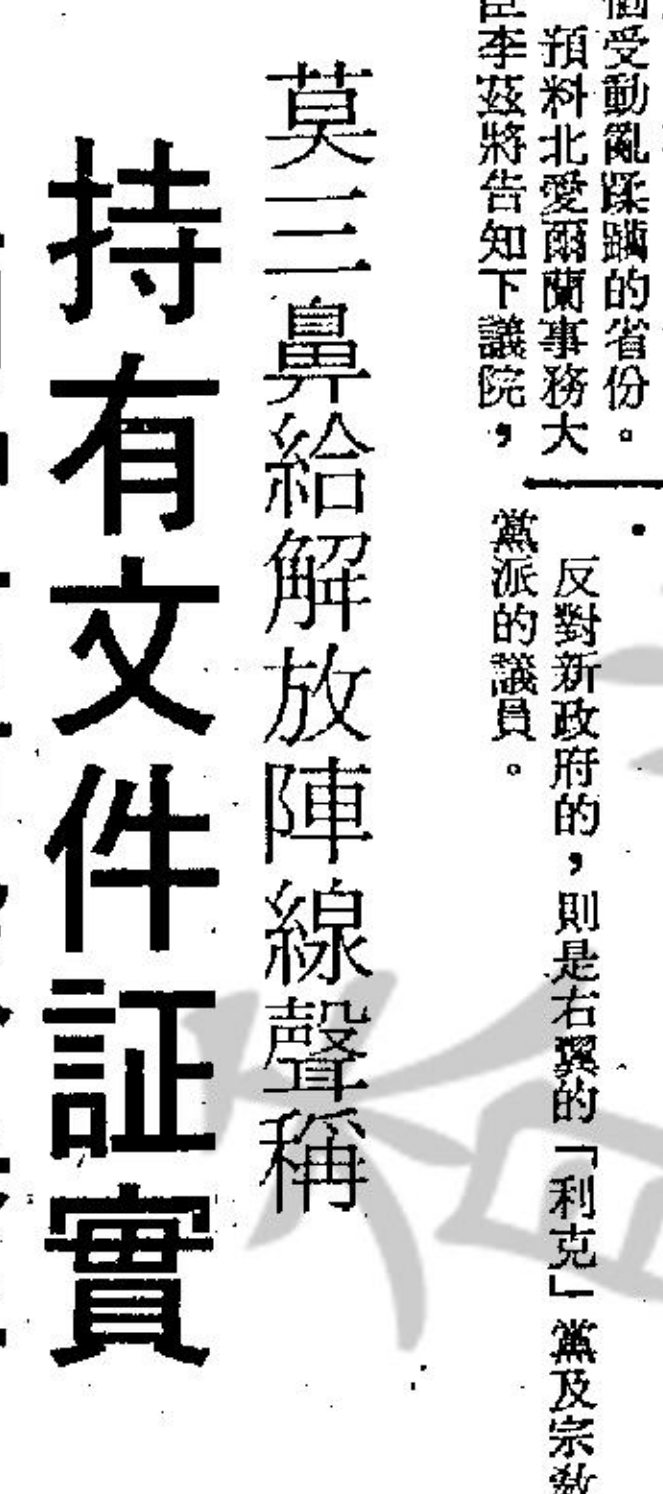 個受動亂蹂躪的省份。
預料北愛爾蘭事務大
臣李茲將告知下議院，
反對新政府的，則是右翼的「利克」黨及宗教
黨派的議員。
莫三鼻給解放陣線聲稱
持有文件証實